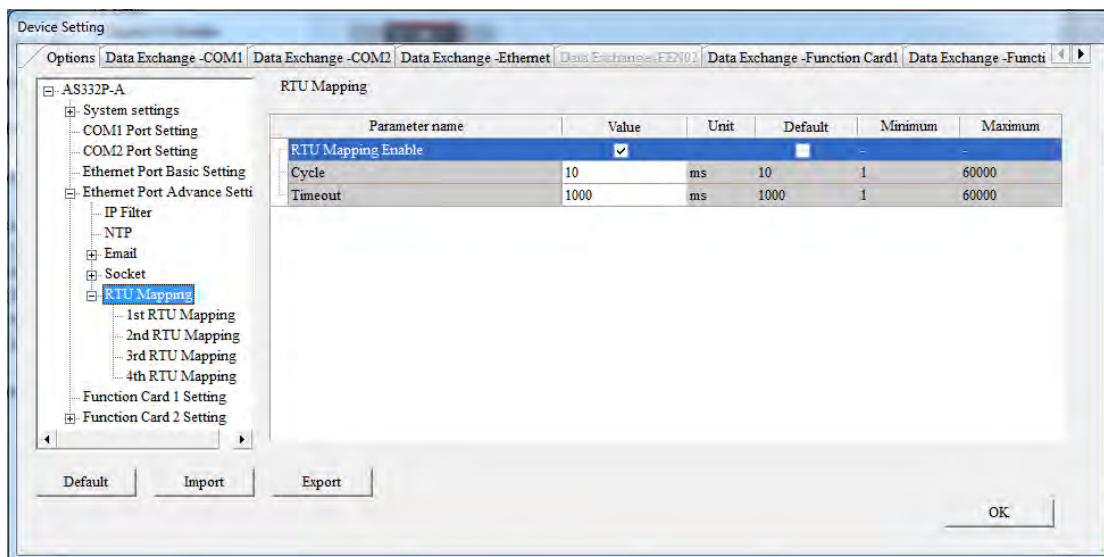 Device Setting
Options Data Exchange -COM1 Data Exchange -COM2 Data Exchange -Ethernet Data Exchange -FEN02 Data Exchange -Function Card1 Data Exchange -Functi
AS332P-A
System settings
COM1 Port Setting
COM2 Port Setting
Ethernet Port Basic Setting
Ethernet Port Advance Setti
IP Filter
NTP
Email
Socket
RTU Mapping
1st RTU Mapping
2nd RTU Mapping
3rd RTU Mapping
4th RTU Mapping
Function Card 1 Setting
Function Card 2 Setting
RTU Mapping
Parameter name Value Unit Default Minimum Maximum
RTU Mapping Enable - -
Cycle 10 ms 10 1 60000
Timeout 1000 ms 1000 1 60000
Default Import Export
OK